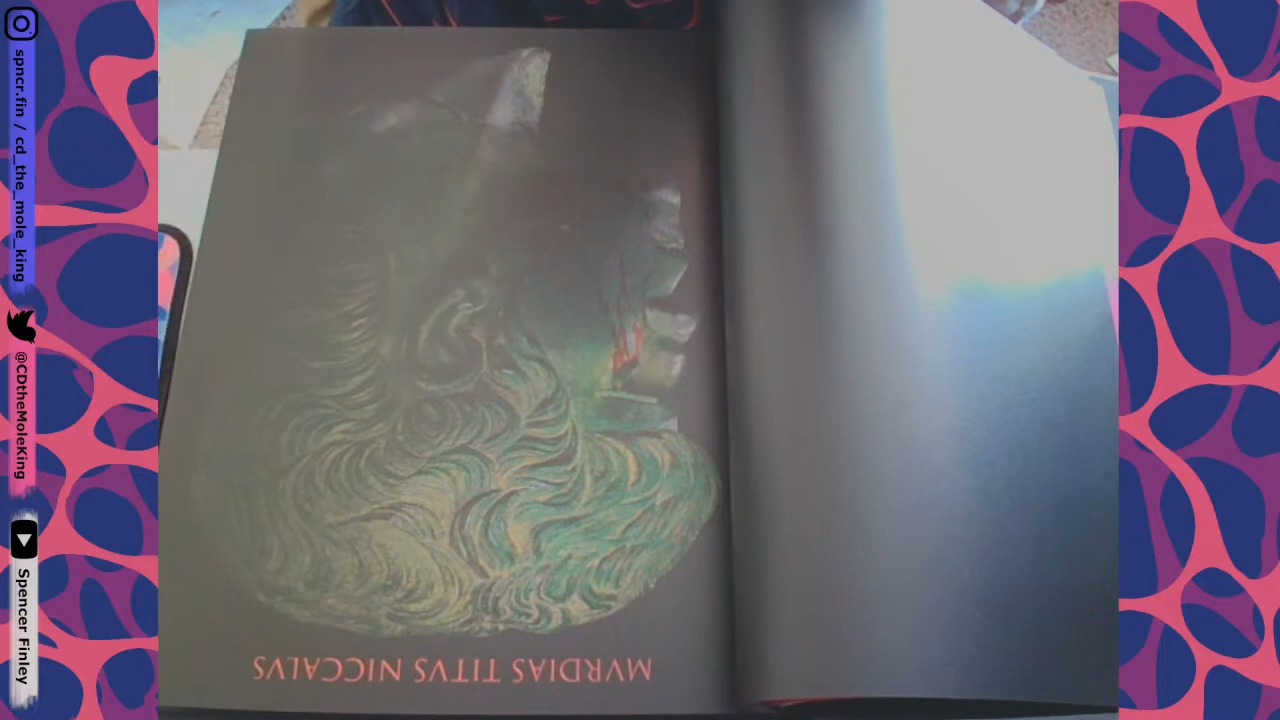 spncr.fin / cd_the_mole_king
@CDtheMoleKing
Spencer Finley
MVRDIAS TITVS NICCALVS